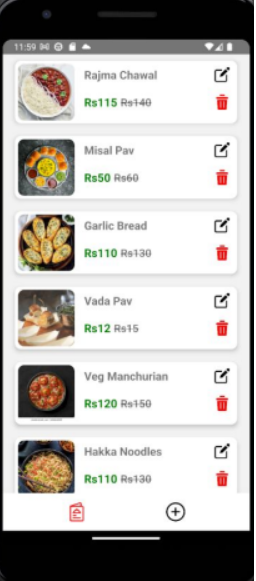 11:59
Rajma Chawal
Rs115 Rs140
Misal Pav
Rs50 Rs60
Garlic Bread
Rs110 Rs130
Vada Pav
Rs12 Rs15
Veg Manchurian
Rs120 Rs150
Hakka Noodles
Rs110 Rs130